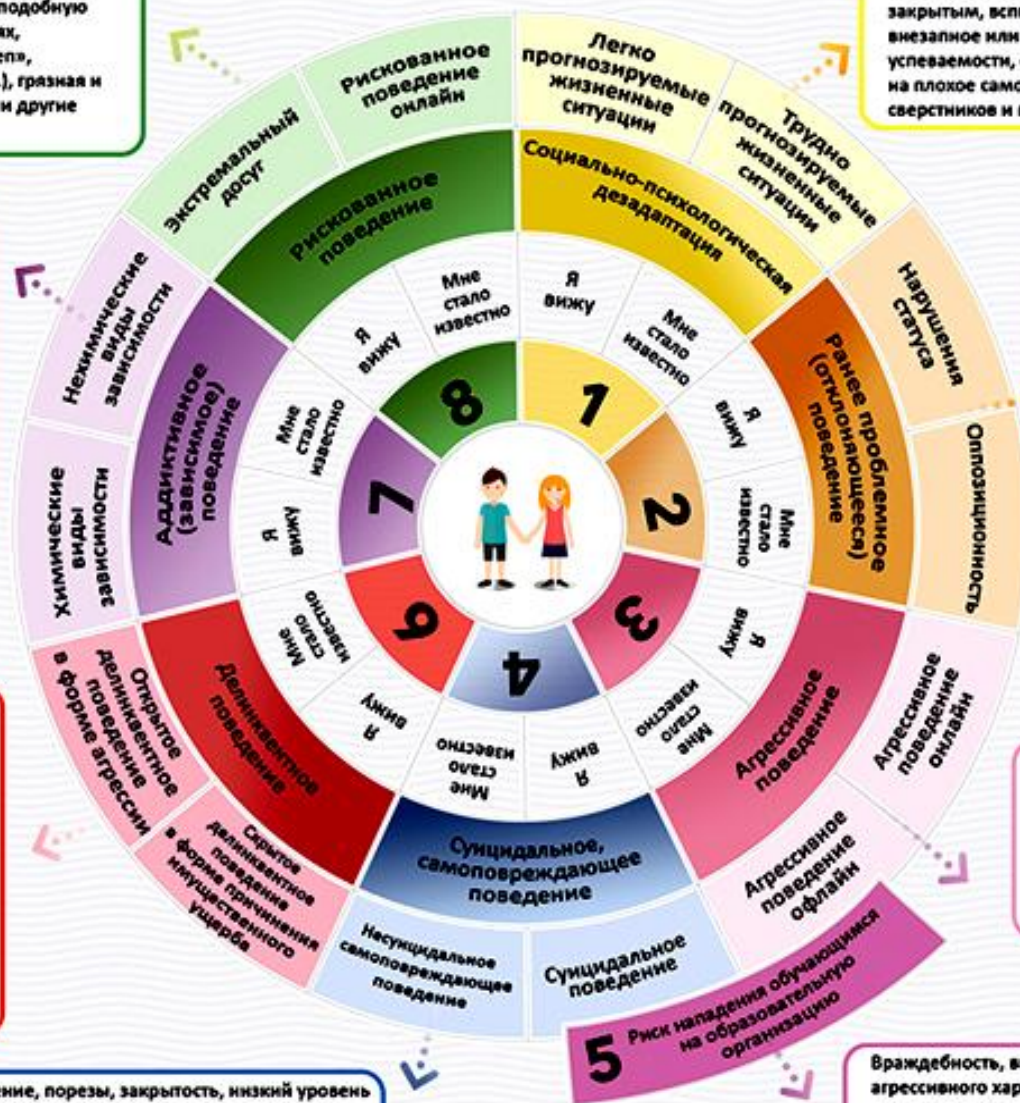 подобную
грязная и
и другие
закрытым,
внезапное или
успеваемости,
на плохое
сверстников и
Легко
прогнозируемые
жизненные
ситуации
Трудно
прогнозируемые
жизненные
ситуации
Социально-психологическая
дезадаптация
Я
вижу
Мне
стало
известно
1
Нарушения
статуса
Оппозиционность
Ранее проблемное
(отклоняющееся)
поведение
Я
вижу
Мне
стало
известно
2
Агрессивное
поведение
онлайн
Агрессивное
поведение
офлайн
Агрессивное
поведение
Я
вижу
Мне
стало
известно
3
Суицидальное,
самоповреждающее
поведение
Суицидальное
поведение
Несуицидальное
самоповреждающее
поведение
Я
вижу
Мне
стало
известно
4
5
Риск нападения обучающимся
на образовательную
организацию
Делинквентное
поведение
Скрытое
делинквентное
поведение
в форме причинения
имущественного
ущерба
Открытое
делинквентное
поведение
в форме агрессии
Я
вижу
Мне
стало
известно
6
Аддиктивное
(зависимое)
поведение
Химические
виды
зависимости
Нехимические
виды
зависимости
Я
вижу
Мне
стало
известно
7
Рискованное
поведение
Экстремальный
досуг
Рискованное
поведение
онлайн
Я
вижу
Мне
стало
известно
8
порезы, закрытость, низкий уровень
Враждебность,
агрессивного